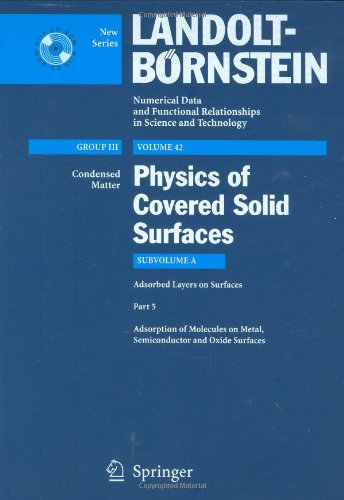 New
Series
LANDOLT-
BÖRNSTEIN
Numerical Data
and Functional Relationships
in Science and Technology
GROUP III
VOLUME 42
Condensed
Matter
Physics of
Covered Solid
Surfaces
SUBVOLUME A
Adsorbed Layers on Surfaces
Part 5
Adsorption of Molecules on Metal,
Semiconductor and Oxide Surfaces
Springer